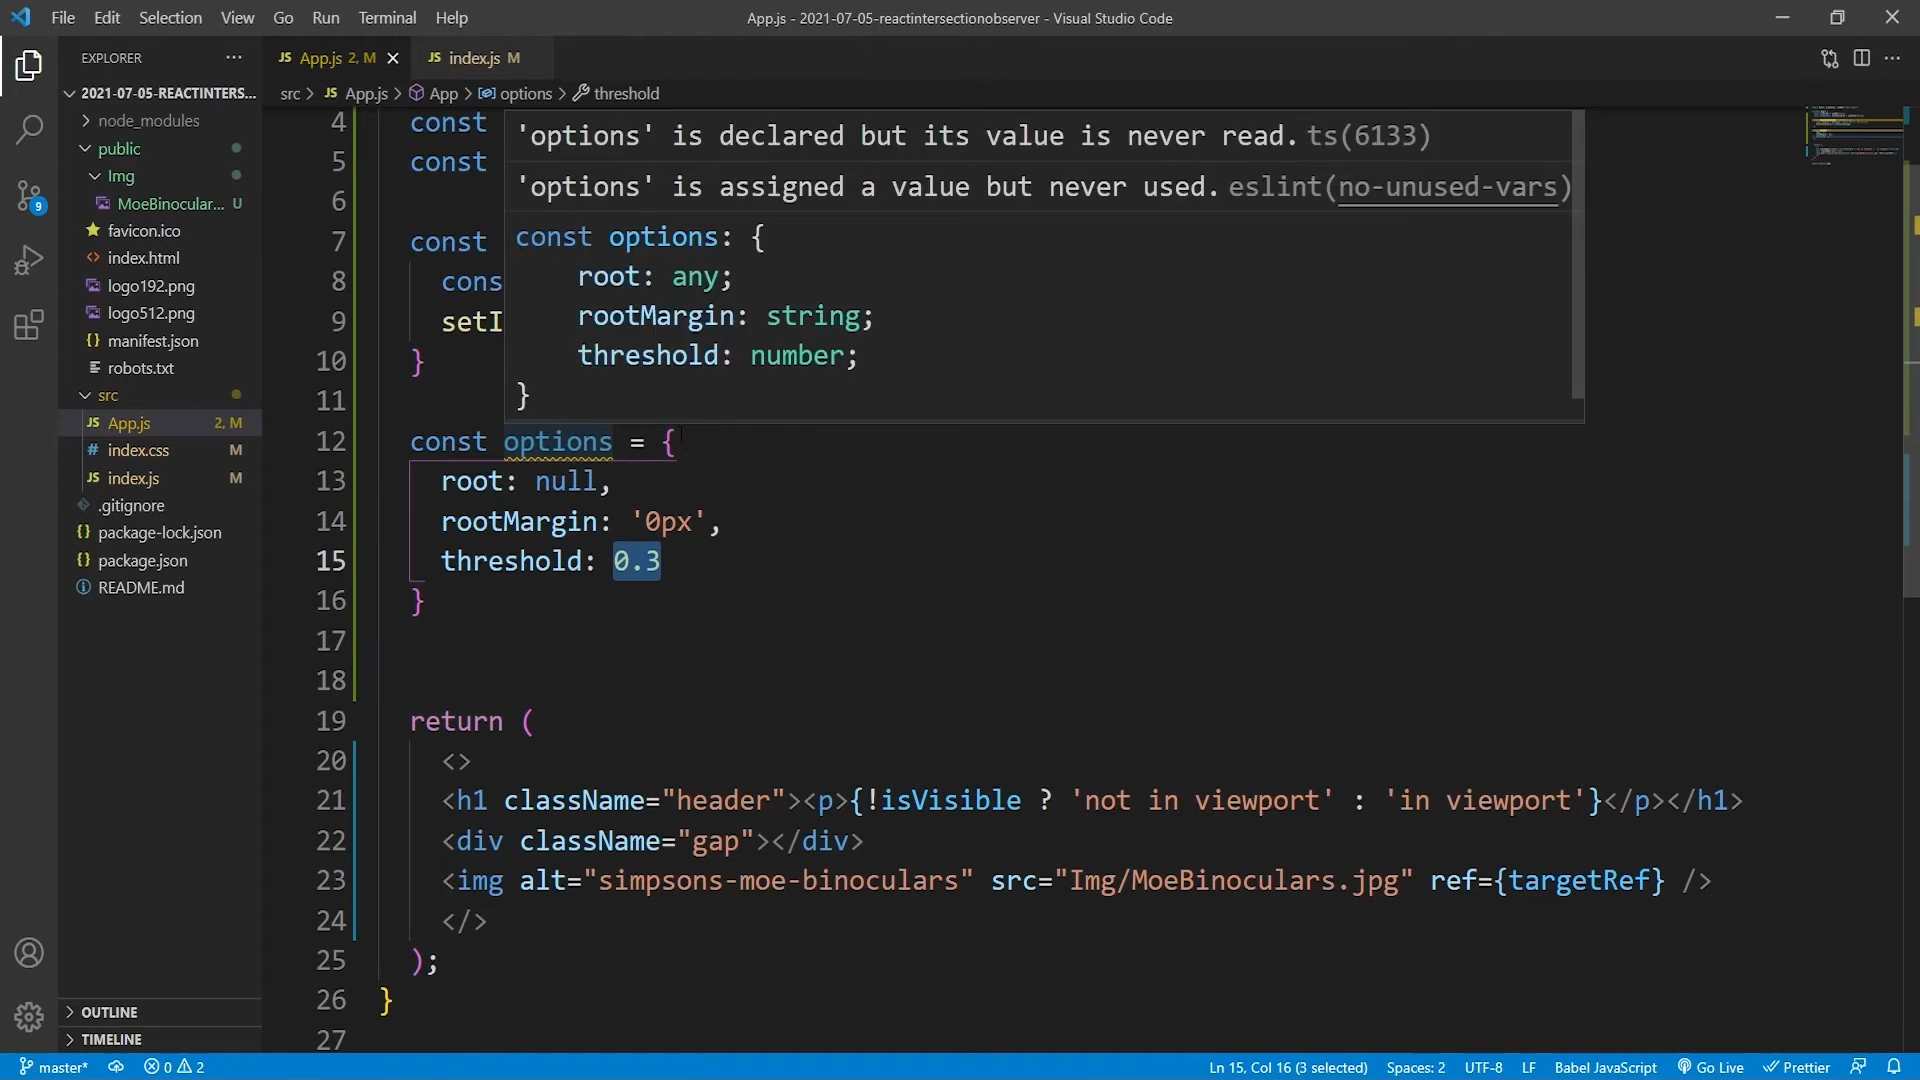 File Edit Selection View Go Run Terminal Help
App.js - 2021-07-05-reactintersectionobserver - Visual Studio Code
EXPLORER
JS App.js 2, M
JS index.js M
2021-07-05-REACTINTERS...
src > JS App.js > App > options > threshold
node_modules
public
Img
MoeBinocular... U
favicon.ico
index.html
logo192.png
logo512.png
manifest.json
robots.txt
src
JS App.js 2, M
# index.css M
JS index.js M
.gitignore
package-lock.json
package.json
README.md
OUTLINE
TIMELINE
9
4 const
5 const
6
7 const
8 cons
9 setI
10 }
11
'options' is declared but its value is never read. ts(6133)
'options' is assigned a value but never used. eslint(no-unused-vars)
const options: {
root: any;
rootMargin: string;
threshold: number;
}
12 const options = {
13 root: null,
14 rootMargin: '0px',
15 threshold: 0.3
16 }
17
18
19 return (
20 <>
21 <h1 className="header"><p>{!isVisible ? 'not in viewport' : 'in viewport'}</p></h1>
22 <div className="gap"></div>
23 <img alt="simpsons-moe-binoculars" src="Img/MoeBinoculars.jpg" ref={targetRef} />
24 </>
25 );
26 }
27
master* 0 2
Ln 15, Col 16 (3 selected) Spaces: 2 UTF-8 LF Babel JavaScript Go Live Prettier